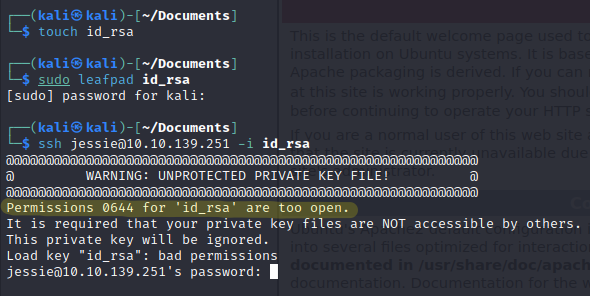 ┌──(kali㉿kali)-[~/Documents]
└─$ touch id_rsa
┌──(kali㉿kali)-[~/Documents]
└─$ sudo leafpad id_rsa
[sudo] password for kali:
┌──(kali㉿kali)-[~/Documents]
└─$ ssh jessie@10.10.139.251 -i id_rsa
@@@@@@@@@@@@@@@@@@@@@@@@@@@@@@@@@@@@@@@@@@@@@@@@@@@@@@@@@@@
@         WARNING: UNPROTECTED PRIVATE KEY FILE!          @
@@@@@@@@@@@@@@@@@@@@@@@@@@@@@@@@@@@@@@@@@@@@@@@@@@@@@@@@@@@
Permissions 0644 for 'id_rsa' are too open.
It is required that your private key files are NOT accessible by others.
This private key will be ignored.
Load key "id_rsa": bad permissions
jessie@10.10.139.251's password:
This is the default welcome page used to
installation on Ubuntu systems. It is base
Apache packaging is derived. If you can
at this site is working properly. You shou
before continuing to operate your HTTP s
If you are a normal user of this web site
unavailable due
into several files optimized for interaction
documented in /usr/share/doc/apac
documentation. Documentation for the w